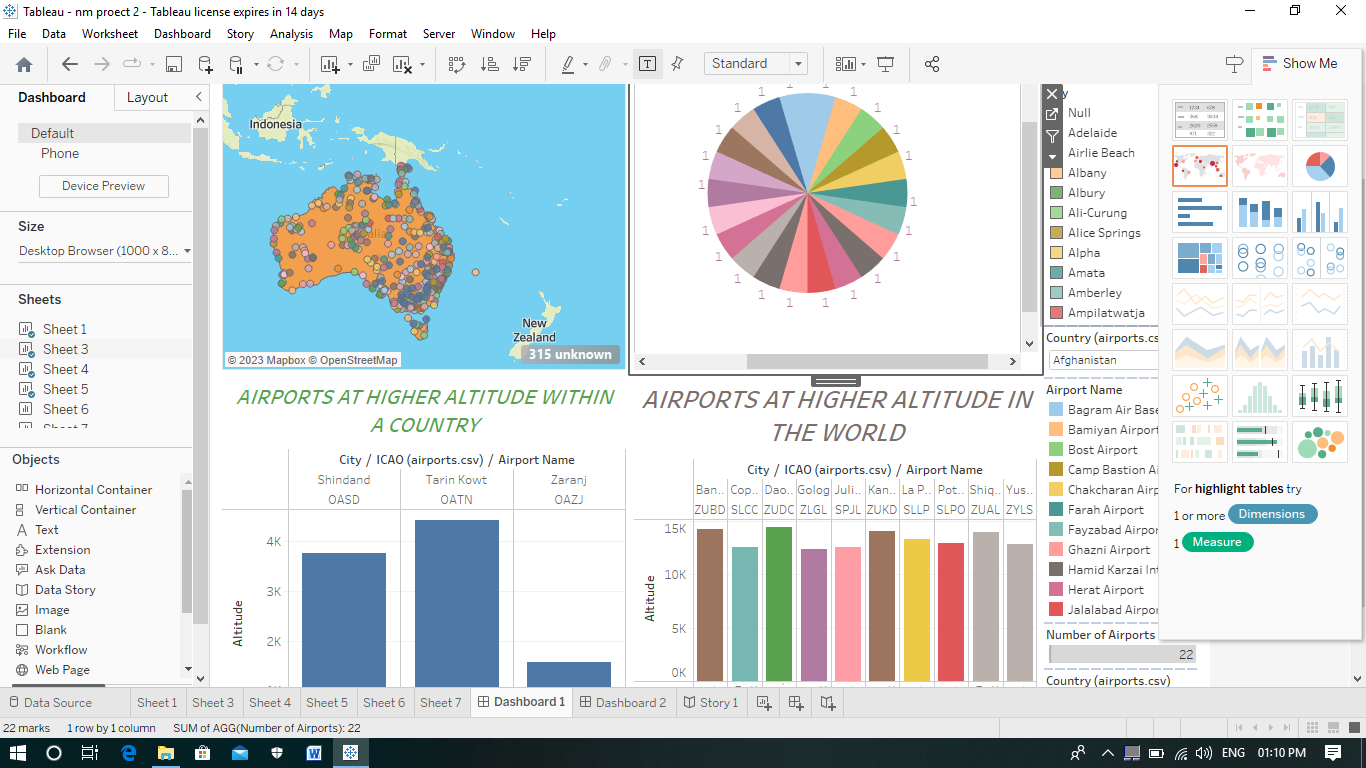 Tableau - nm proect 2 - Tableau license expires in 14 days
File Data Worksheet Dashboard Story Analysis Map Format Server Window Help
Standard
Show Me
Dashboard Layout
Default
Phone
Device Preview
Size
Desktop Browser (1000 x 8...
Sheets
Sheet 1
Sheet 3
Sheet 4
Sheet 5
Sheet 6
Objects
Horizontal Container
Vertical Container
Text
Extension
Ask Data
Data Story
Image
Blank
Workflow
Web Page
Indonesia
New
Zealand
© 2023 Mapbox © OpenStreetMap
315 unknown
1 1 1 1 1 1 1 1 1 1 1 1 1 1 1 1 1 1 1 1 1
AIRPORTS AT HIGHER ALTITUDE WITHIN
A COUNTRY
City / ICAO (airports.csv) / Airport Name
Shindand Tarin Kowt Zaranj
OASD OATN OAZJ
Altitude
4K
3K
2K
AIRPORTS AT HIGHER ALTITUDE IN
THE WORLD
City / ICAO (airports.csv) / Airport Name
Ban.. Cop.. Dao.. Golog Juli.. Kan.. La P.. Pot.. Shiq.. Yus..
ZUBD SLCC ZUDC ZLGL SPJL ZUKD SLLP SLPO ZUAL ZYLS
Altitude
15K
10K
5K
0K
Null
Adelaide
Airlie Beach
Albany
Albury
Ali-Curung
Alice Springs
Alpha
Amata
Amberley
Ampilatwatja
Country (airports.cs
Afghanistan
Airport Name
Bagram Air Base
Bamiyan Airport
Bost Airport
Camp Bastion Ai
Chakcharan Airpo
Farah Airport
Fayzabad Airpor
Ghazni Airport
Hamid Karzai Int
Herat Airport
Jalalabad Airpor
Number of Airports
22
Country (airports.csv)
For highlight tables try
1 or more Dimensions
1 Measure
Data Source Sheet 1 Sheet 3 Sheet 4 Sheet 5 Sheet 6 Sheet 7 Dashboard 1 Dashboard 2 Story 1
22 marks 1 row by 1 column SUM of AGG(Number of Airports): 22
ENG 01:10 PM